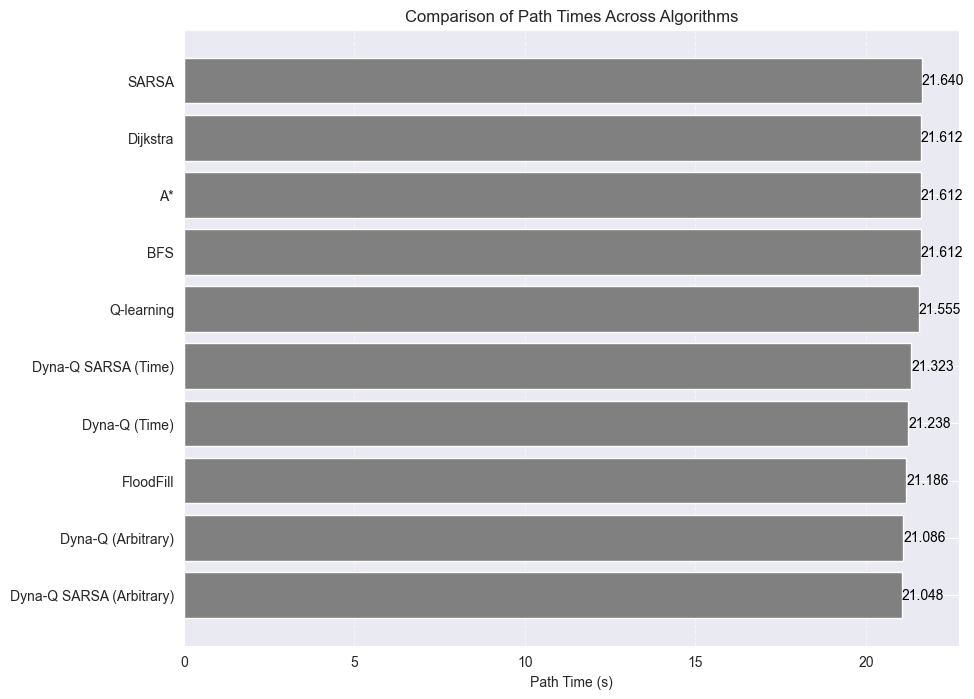 Comparison of Path Times Across Algorithms
SARSA 21.640
Dijkstra 21.612
A* 21.612
BFS 21.612
Q-learning 21.555
Dyna-Q SARSA (Time) 21.323
Dyna-Q (Time) 21.238
FloodFill 21.186
Dyna-Q (Arbitrary) 21.086
Dyna-Q SARSA (Arbitrary) 21.048
0 5 10 15 20
Path Time (s)